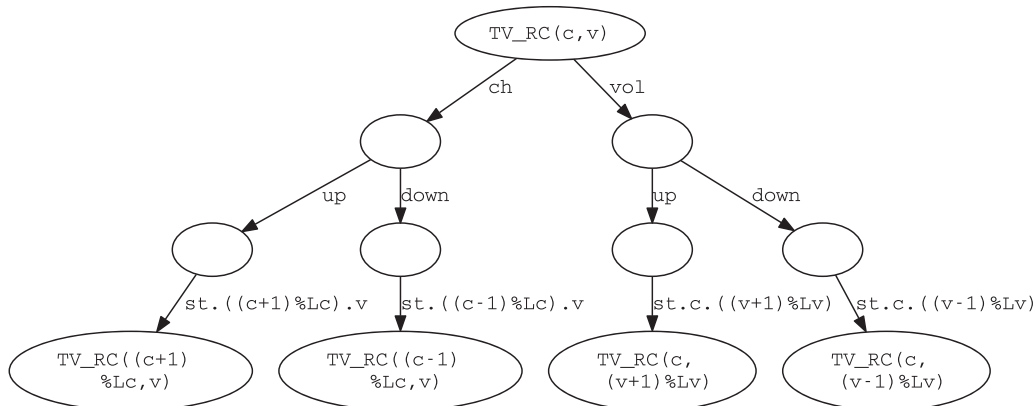 TV_RC(c,v)
ch
vol
up
down
up
down
st.((c+1)%Lc).v
st.((c-1)%Lc).v
st.c.((v+1)%Lv)
st.c.((v-1)%Lv)
TV_RC((c+1)
%Lc,v)
TV_RC((c-1)
%Lc,v)
TV_RC(c,
(v+1)%Lv)
TV_RC(c,
(v-1)%Lv)